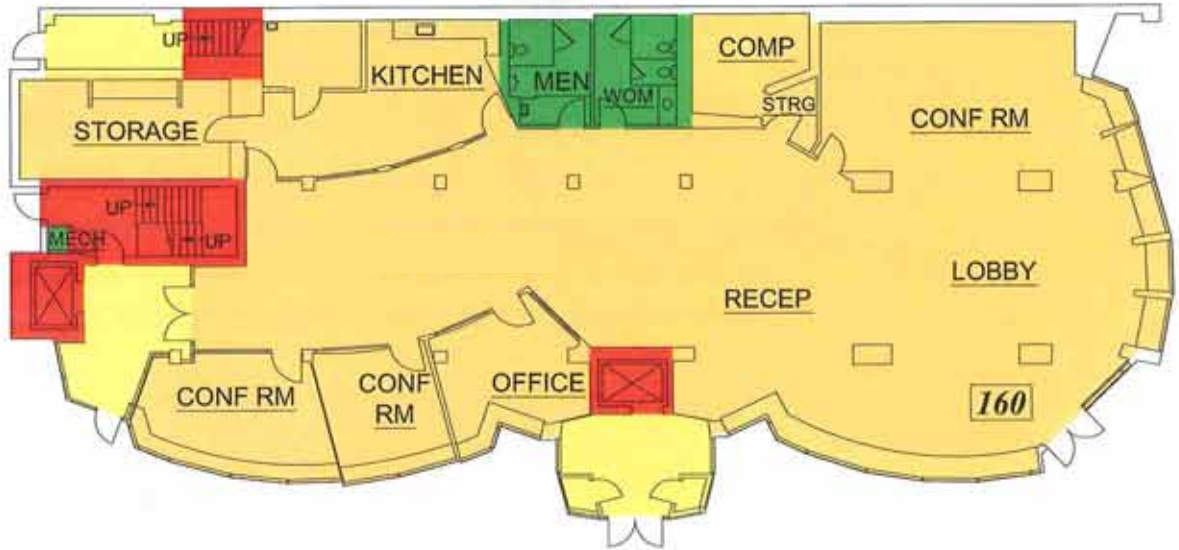 UP
KITCHEN
MEN
WOM
COMP
STRG
CONF RM
STORAGE
UP
UP
MECH
LOBBY
RECEP
CONF RM
CONF
RM
OFFICE
160